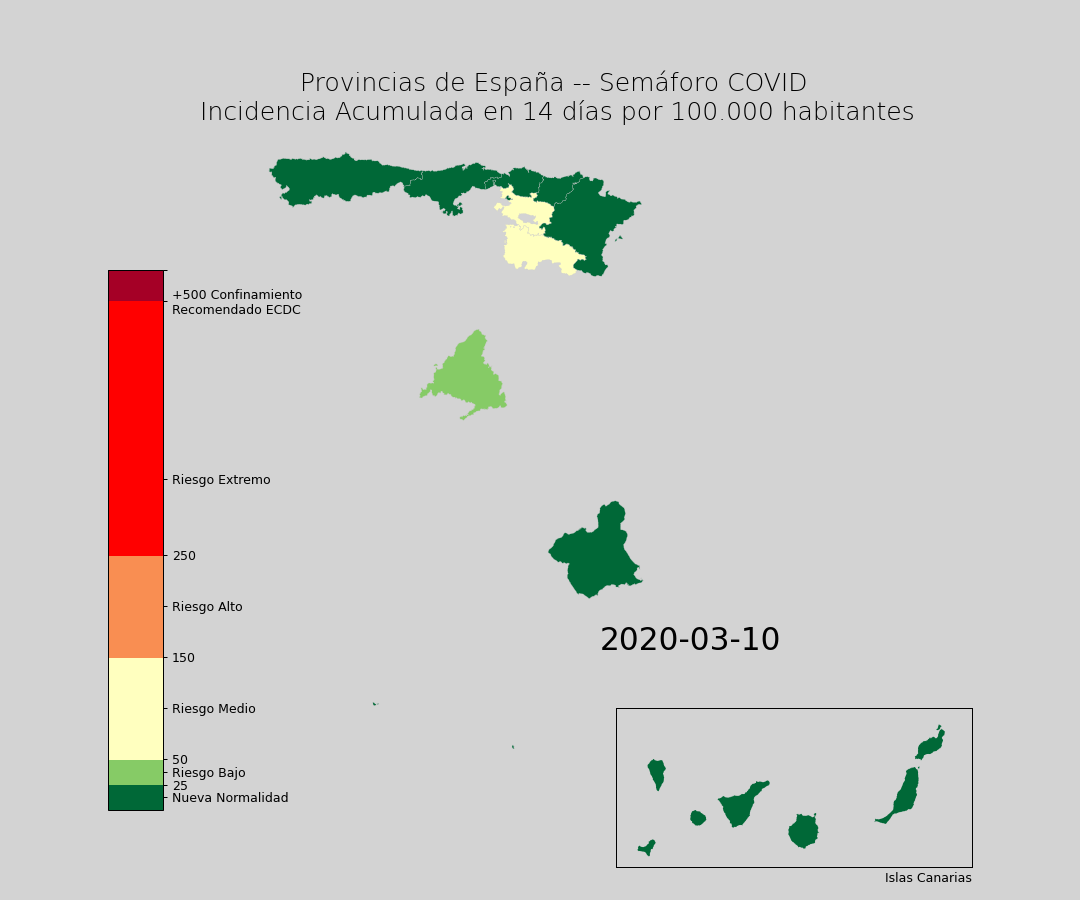 Provincias de España -- Semáforo COVID
Incidencia Acumulada en 14 días por 100.000 habitantes
+500 Confinamiento
Recomendado ECDC
Riesgo Extremo
250
Riesgo Alto
150
Riesgo Medio
50
Riesgo Bajo
25
Nueva Normalidad
2020-03-10
Islas Canarias